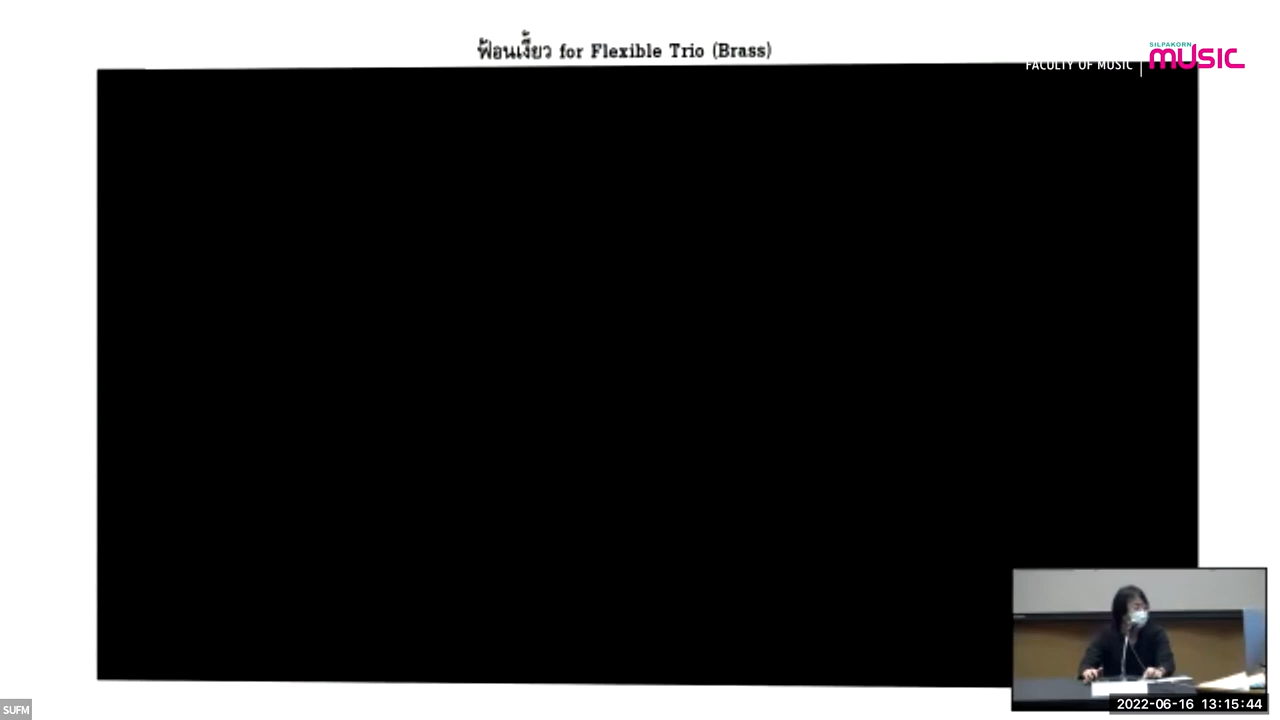 ฟ้อนเงี้ยว for Flexible Trio (Brass)
SILPAKORN
FACULTY OF MUSIC | MUSIC
SUFM
2022-06-16 13:15:44